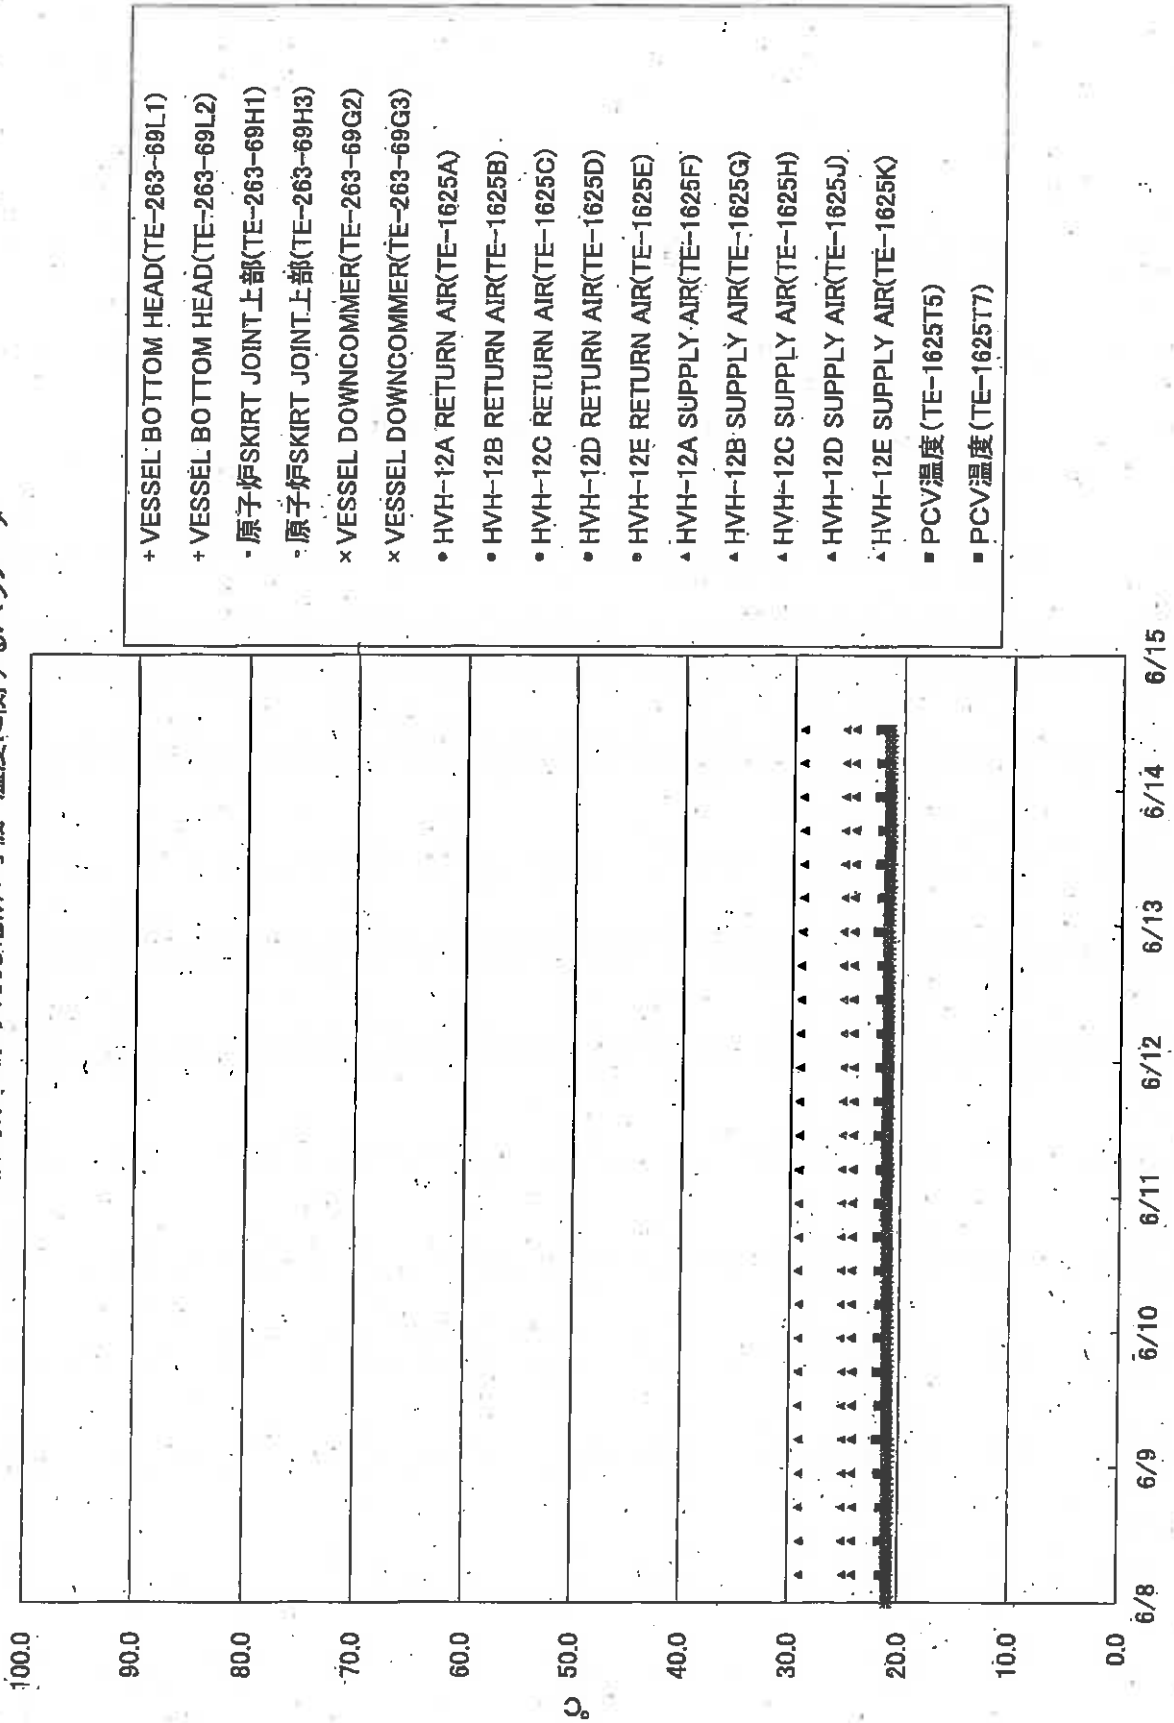 + VESSEL BOTTOM HEAD(TE-263-69L1)
+ VESSEL BOTTOM HEAD(TE-263-69L2)
- 原子炉SKIRT JOINT上部(TE-263-69H1)
- 原子炉SKIRT JOINT上部(TE-263-69H3)
× VESSEL DOWNCOMMER(TE-263-69G2)
× VESSEL DOWNCOMMER(TE-263-69G3)
● HVH-12A RETURN AIR(TE-1625A)
● HVH-12B RETURN AIR(TE-1625B)
● HVH-12C RETURN AIR(TE-1625C)
● HVH-12D RETURN AIR(TE-1625D)
● HVH-12E RETURN AIR(TE-1625E)
▲ HVH-12A SUPPLY AIR(TE-1625F)
▲ HVH-12B SUPPLY AIR(TE-1625G)
▲ HVH-12C SUPPLY AIR(TE-1625H)
▲ HVH-12D SUPPLY AIR(TE-1625J)
▲ HVH-12E SUPPLY AIR(TE-1625K)
■ PCV温度(TE-1625T5)
■ PCV温度(TE-1625T7)
100.0
90.0
80.0
70.0
60.0
50.0
40.0
30.0
20.0
10.0
0.0
℃
6/8
6/9
6/10
6/11
6/12
6/13
6/14
6/15